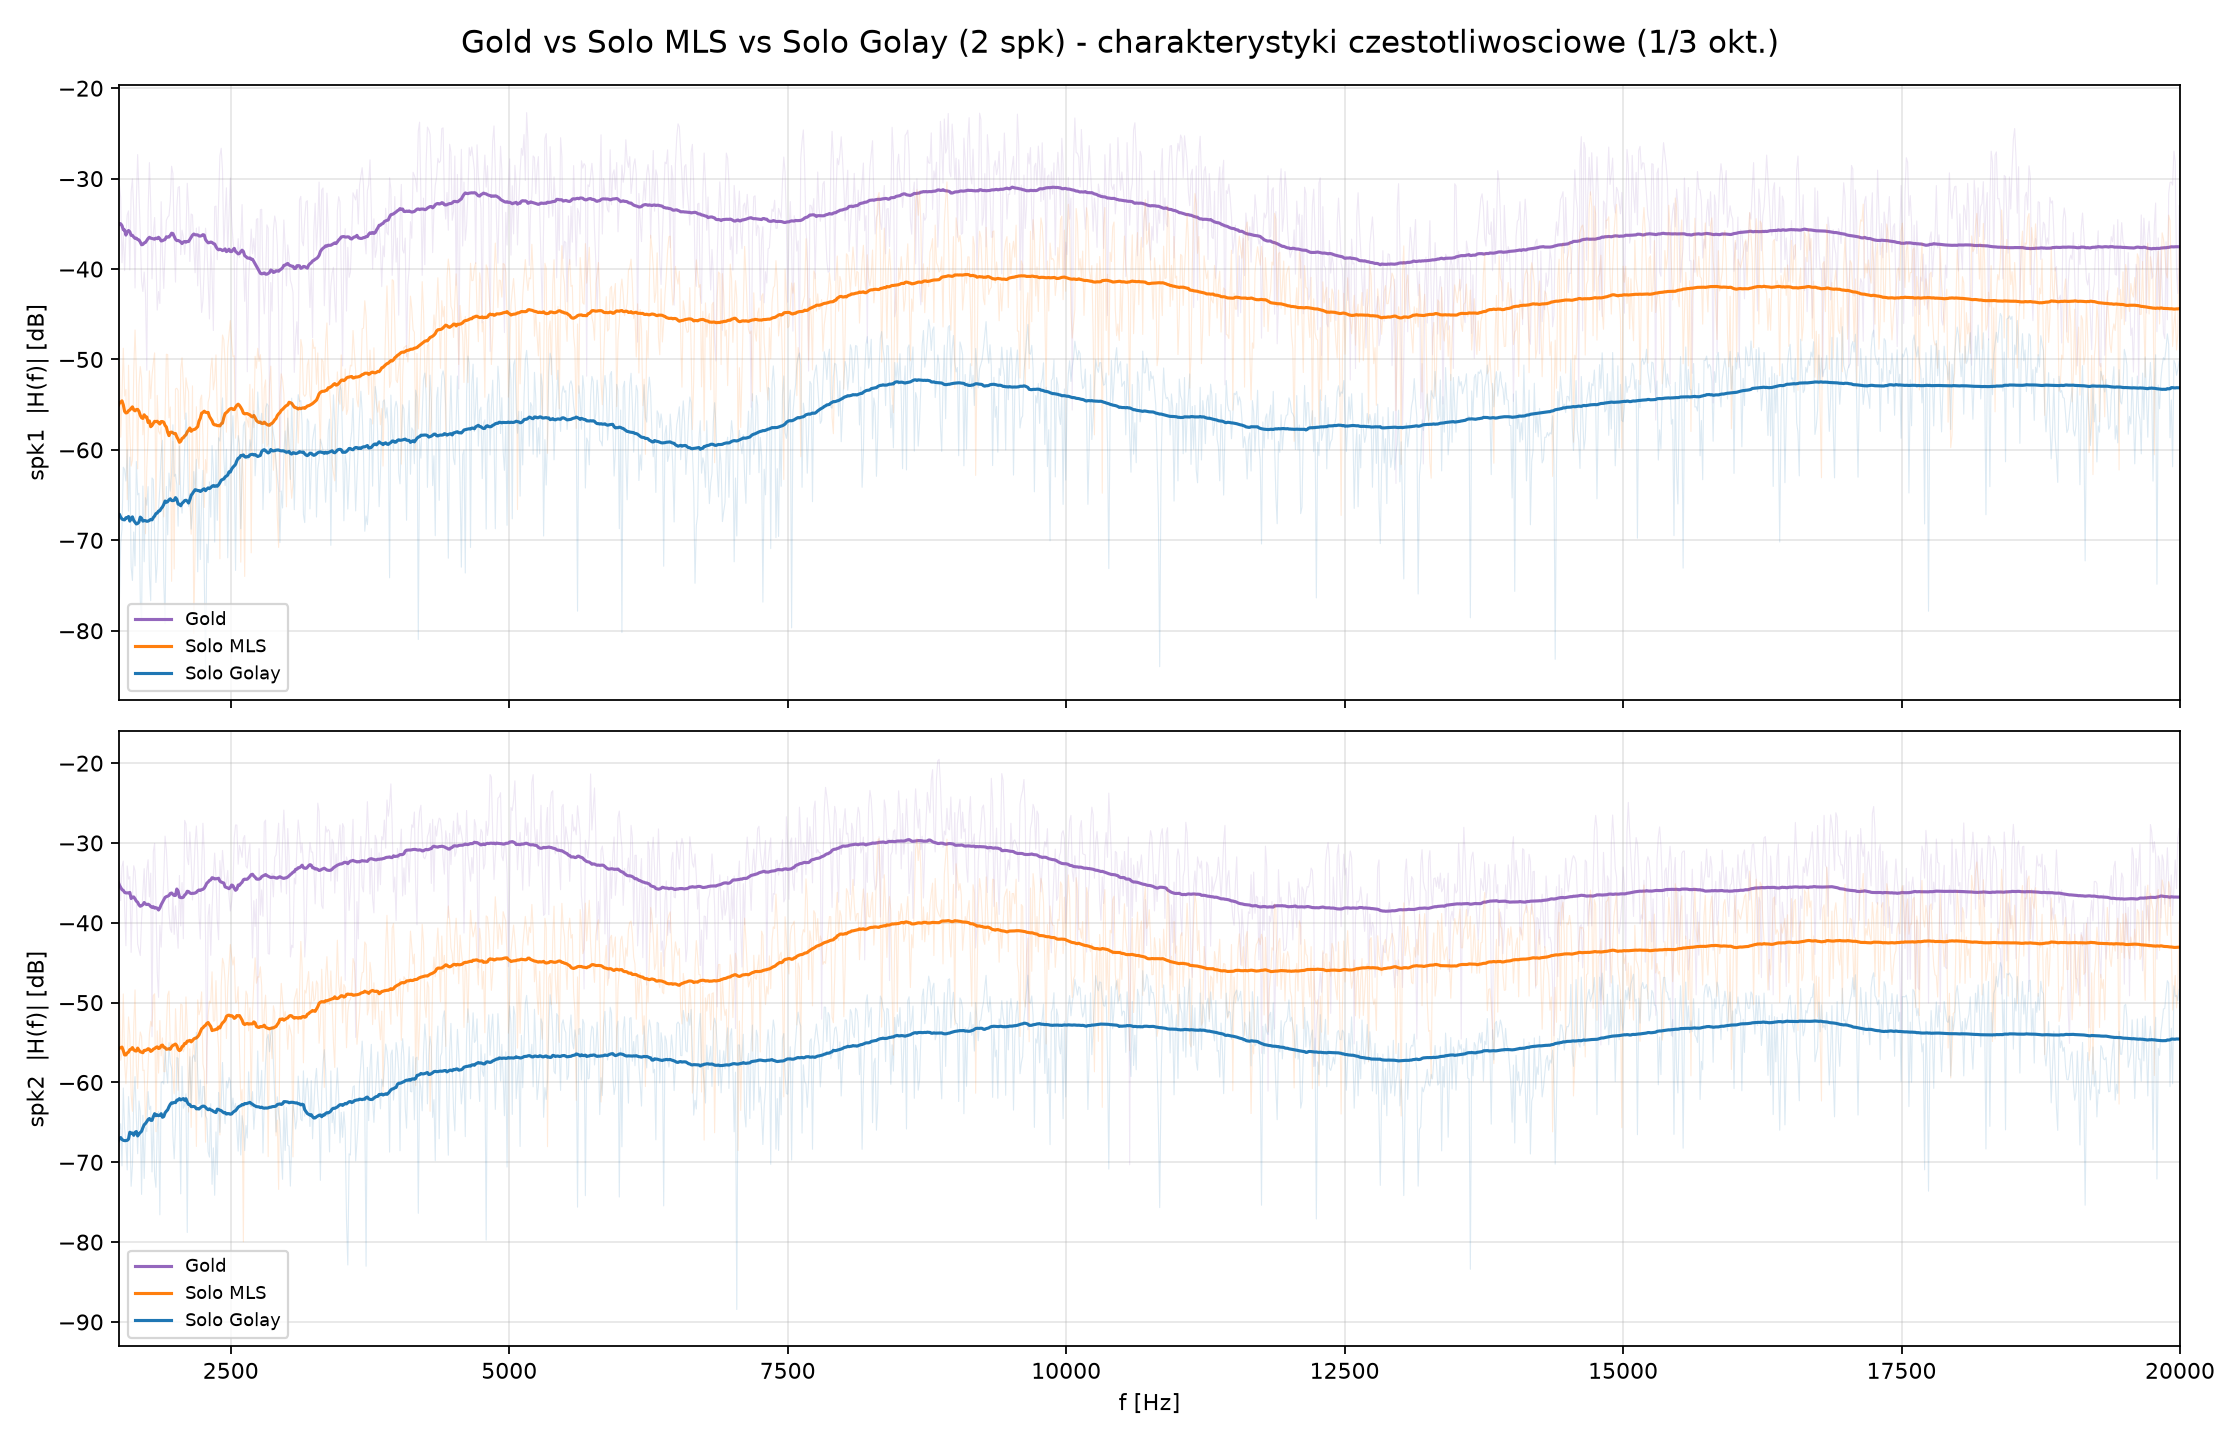 Gold vs Solo MLS vs Solo Golay (2 spk) - charakterystyki czestotliwosciowe (1/3 okt.)
spk1 |H(f)| [dB]
−20
−30
−40
−50
−60
−70
−80
Gold
Solo MLS
Solo Golay
spk2 |H(f)| [dB]
−20
−30
−40
−50
−60
−70
−80
−90
Gold
Solo MLS
Solo Golay
2500 5000 7500 10000 12500 15000 17500 20000
f [Hz]